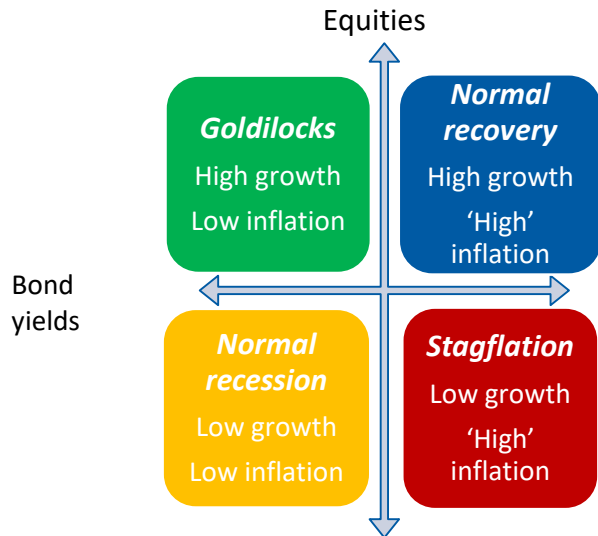 Equities
Goldilocks
High growth
Low inflation
Normal
recovery
High growth
‘High’
inflation
Bond
yields
Normal
recession
Low growth
Low inflation
Stagflation
Low growth
‘High’
inflation